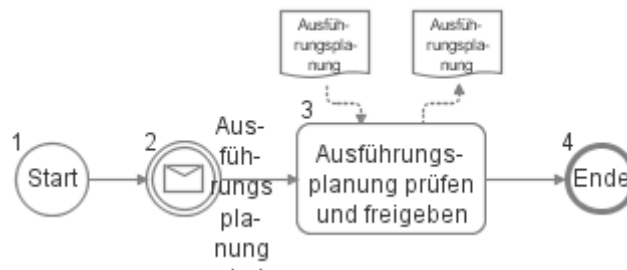 Ausfüh-
rungspla-
nung
Ausfüh-
rungspla-
nung
1
Start
2
Aus-
füh-
rungs
pla-
nung
3
Ausführungs-
planung prüfen
und freigeben
4
Ende